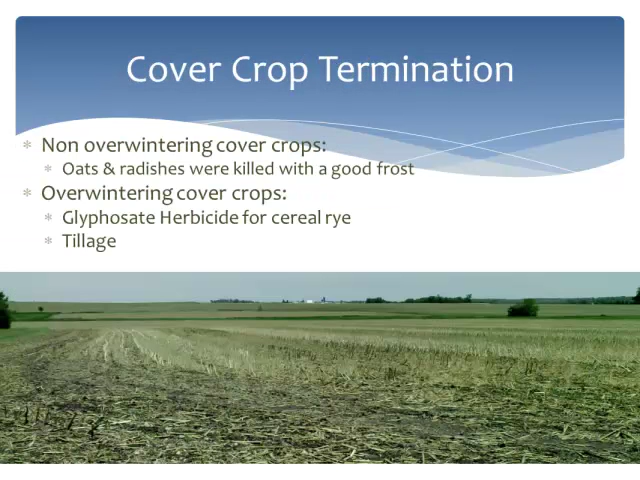 Cover Crop Termination
Non overwintering cover crops:
Oats & radishes were killed with a good frost
Overwintering cover crops:
Glyphosate Herbicide for cereal rye
Tillage